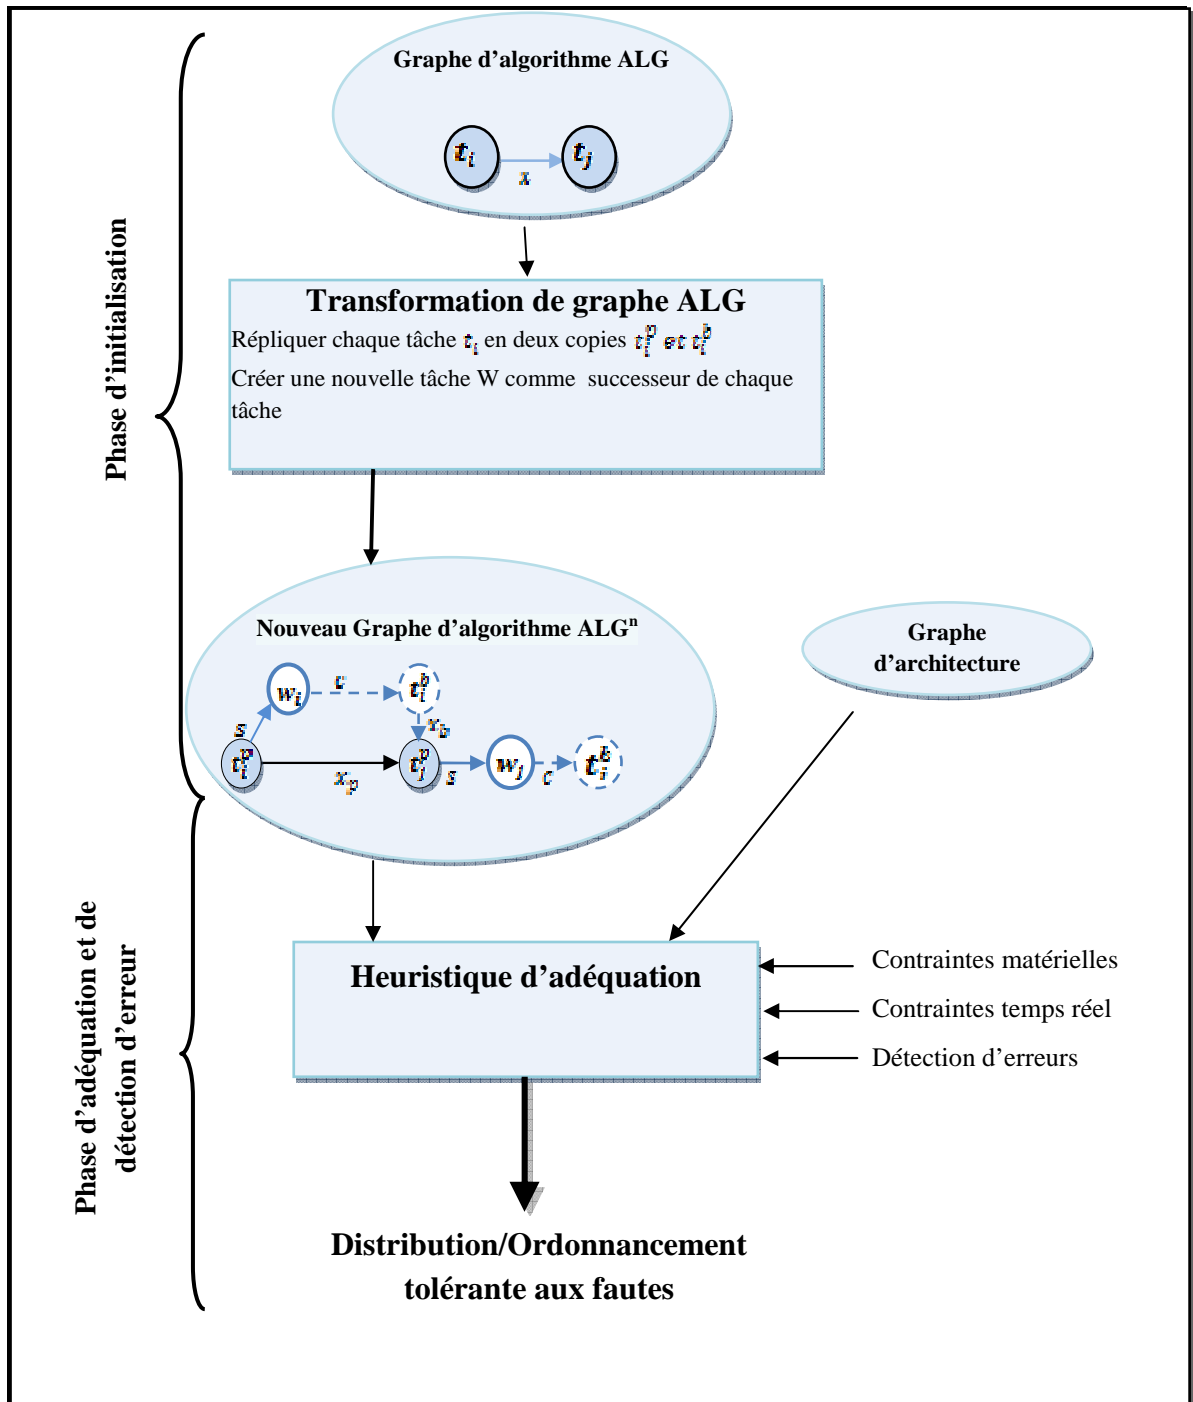 Graphe d'algorithme ALG
t_i
t_j
x
Phase d'initialisation
Transformation de graphe ALG
Répliquer chaque tâche t_i en deux copies t_i^p et t_i^b
Créer une nouvelle tâche W comme successeur de chaque
tâche
Nouveau Graphe d'algorithme ALG^n
w_i
c
t_i^b
s
x_b
t_i^p
x_p
t_j^p
s
w_j
c
Graphe
d'architecture
Phase d'adéquation et de
détection d'erreur
Heuristique d'adéquation
Contraintes matérielles
Contraintes temps réel
Détection d'erreurs
Distribution/Ordonnancement
tolérante aux fautes